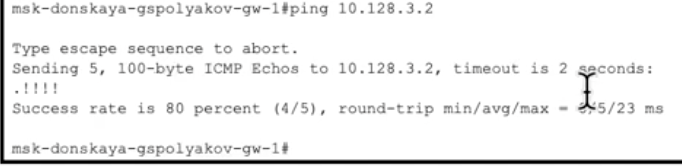 msk-donskaya-gspolyakov-gw-1#ping 10.128.3.2
Type escape sequence to abort.
Sending 5, 100-byte ICMP Echos to 10.128.3.2, timeout is 2 seconds:
.!!!!
Success rate is 80 percent (4/5), round-trip min/avg/max = /5/23 ms
msk-donskaya-gspolyakov-gw-1#